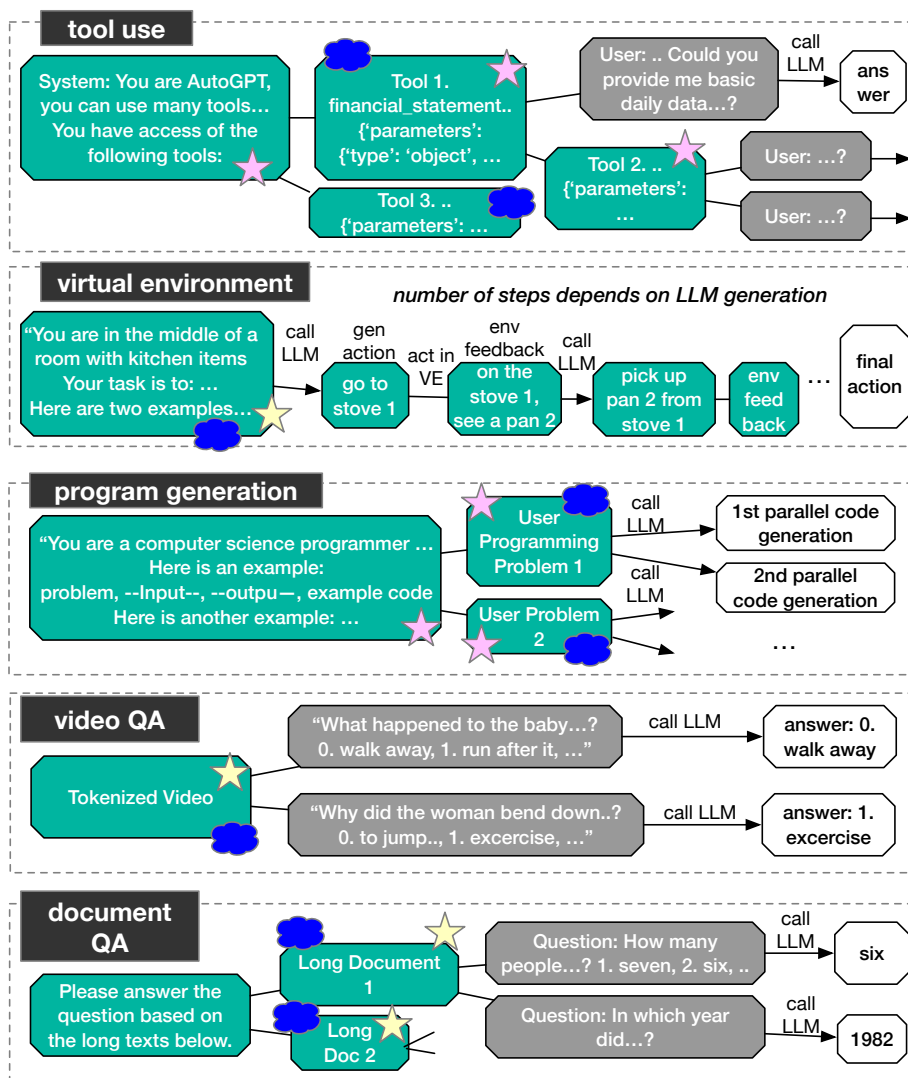 tool use
System: You are AutoGPT,
you can use many tools…
You have access of the
following tools:
Tool 1.
financial_statement..
{‘parameters’:
{‘type’: ‘object’, …
User: .. Could you
provide me basic
daily data…?
call
LLM
ans
wer
Tool 2. ..
{‘parameters’:
…
User: …?
User: …?
Tool 3. ..
{‘parameters’: …
virtual environment
number of steps depends on LLM generation
“You are in the middle of a
room with kitchen items
Your task is to: …
Here are two examples…
call
LLM
gen
action
go to
stove 1
act in
VE
env
feedback
on the
stove 1,
see a pan 2
call
LLM
pick up
pan 2 from
stove 1
env
feed
back
…
final
action
program generation
“You are a computer science programmer …
Here is an example:
problem, --Input--, --outpu—, example code
Here is another example: …
User
Programming
Problem 1
call
LLM
1st parallel code
generation
2nd parallel
code generation
User Problem
2
call
LLM
…
video QA
Tokenized Video
“What happened to the baby…?
0. walk away, 1. run after it, …”
call LLM
answer: 0.
walk away
“Why did the woman bend down..?
0. to jump.., 1. excercise, …”
call LLM
answer: 1.
excercise
document
QA
Please answer the
question based on
the long texts below.
Long Document
1
Question: How many
people…? 1. seven, 2. six, ..
call
LLM
six
Long
Doc 2
Question: In which year
did…?
call
LLM
1982